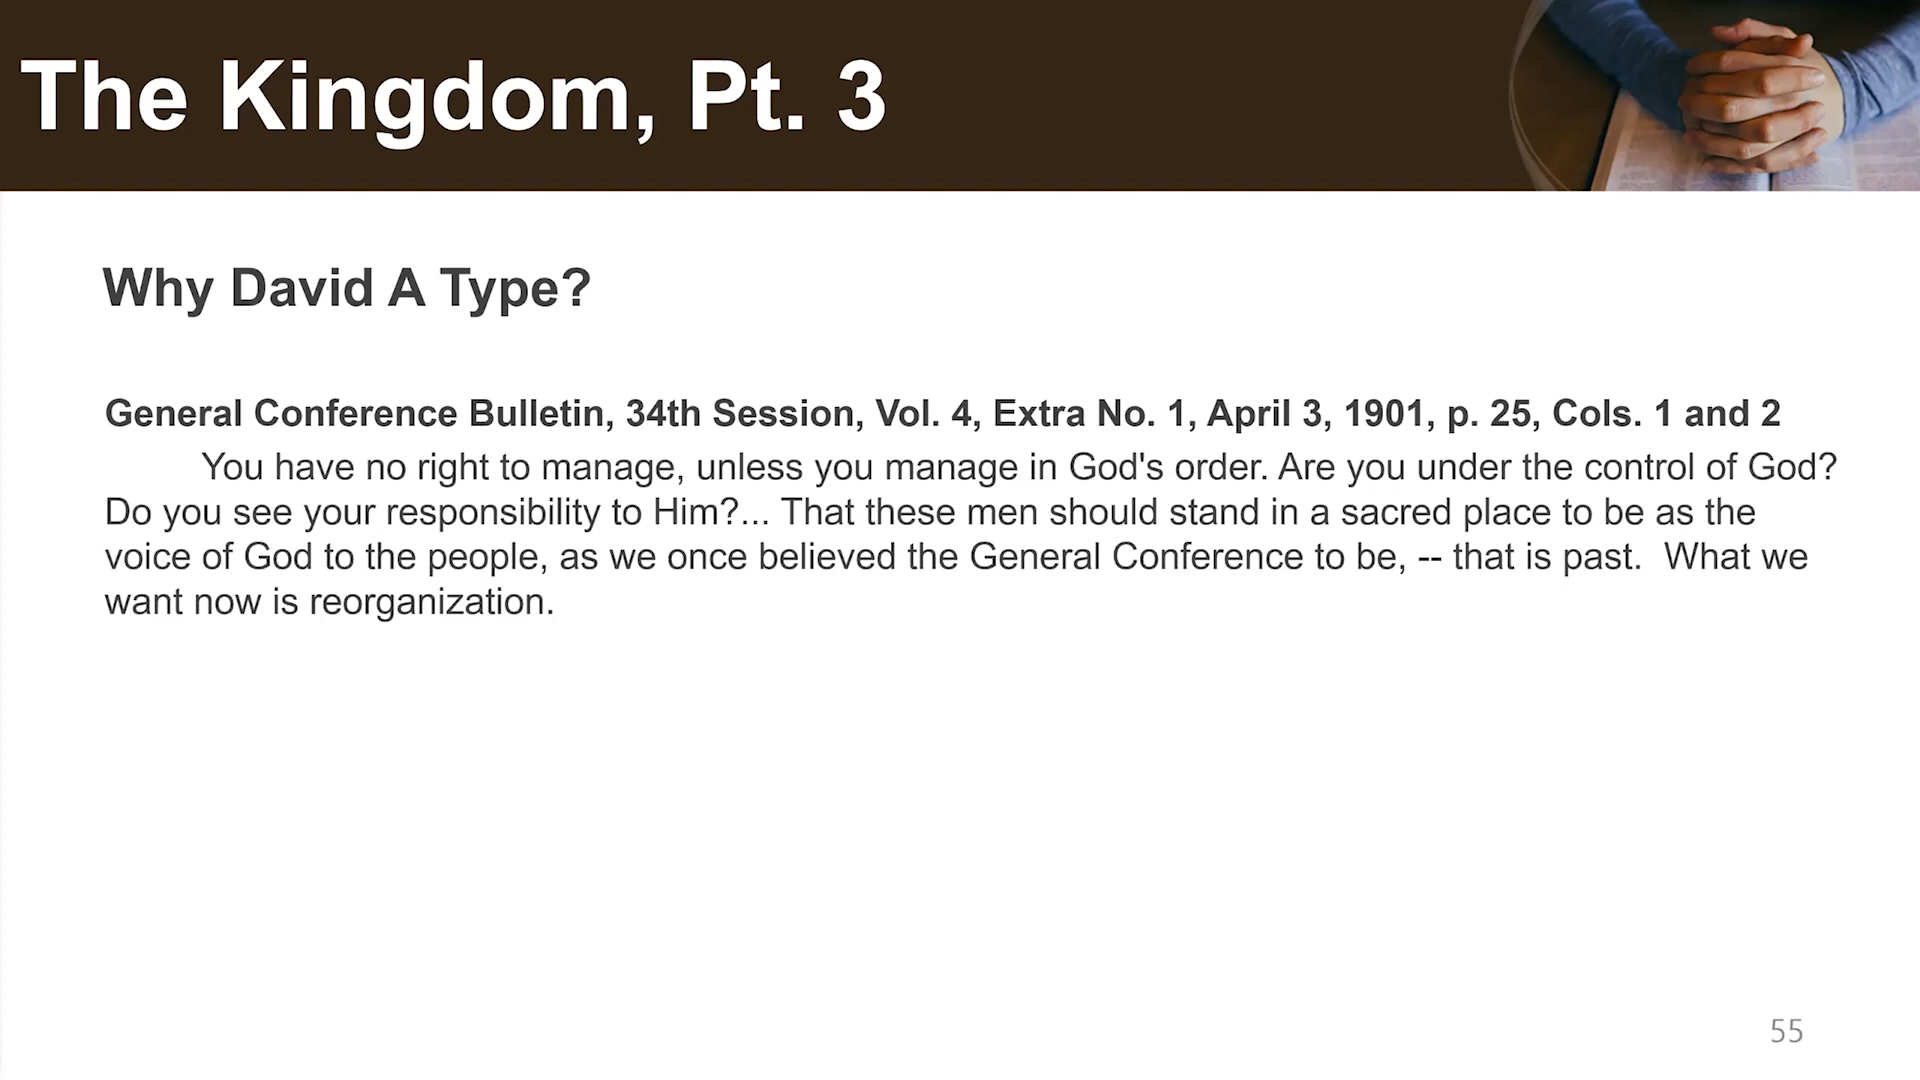 The Kingdom, Pt. 3
Why David A Type?
General Conference Bulletin, 34th Session, Vol. 4, Extra No. 1, April 3, 1901, p. 25, Cols. 1 and 2
You have no right to manage, unless you manage in God's order. Are you under the control of God?
Do you see your responsibility to Him?... That these men should stand in a sacred place to be as the
voice of God to the people, as we once believed the General Conference to be, -- that is past.  What we
want now is reorganization.
55